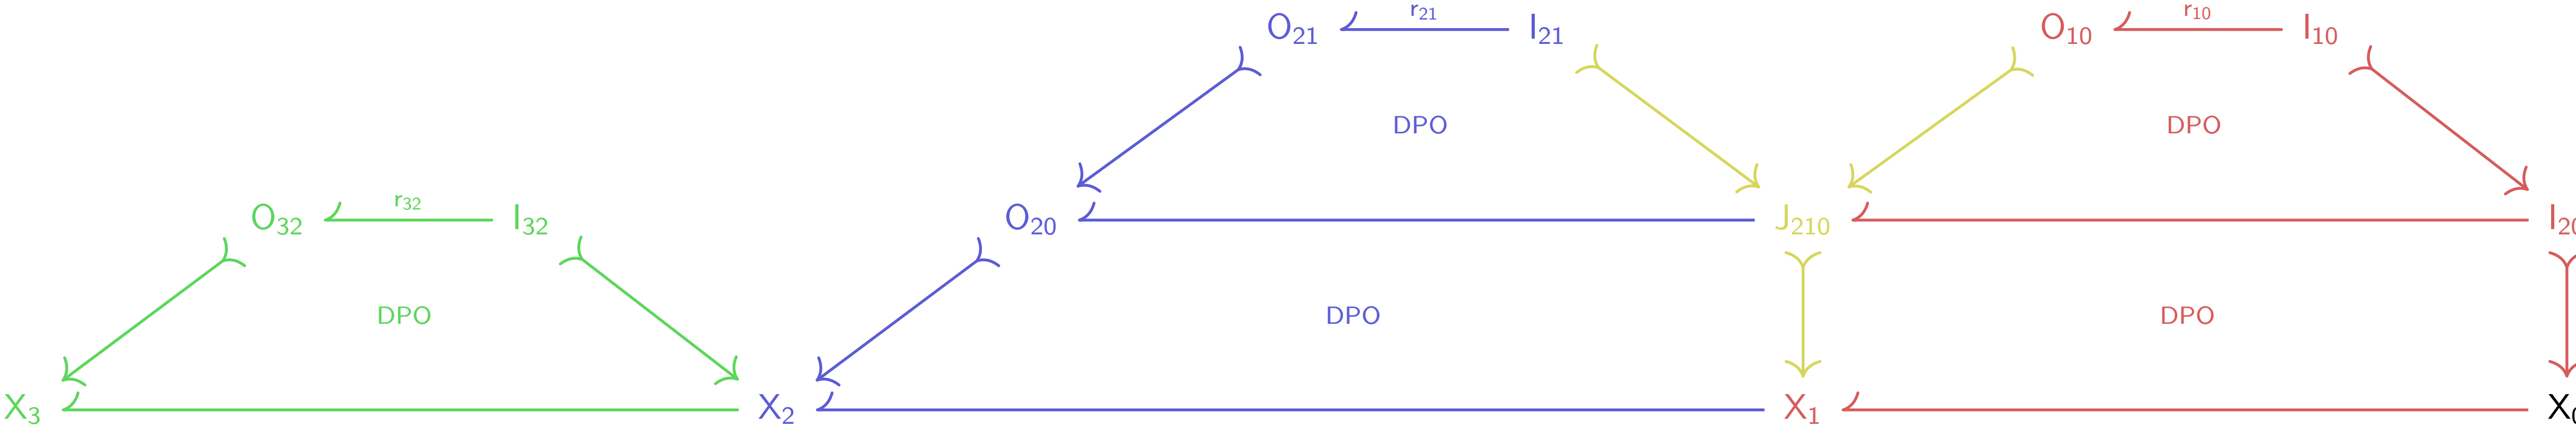 r₂₁ r₁₀
O₂₁ I₂₁ O₁₀ I₁₀
DPO DPO
r₃₂
O₃₂ I₃₂ O₂₀ J₂₁₀
DPO DPO DPO
X₃ X₂ X₁